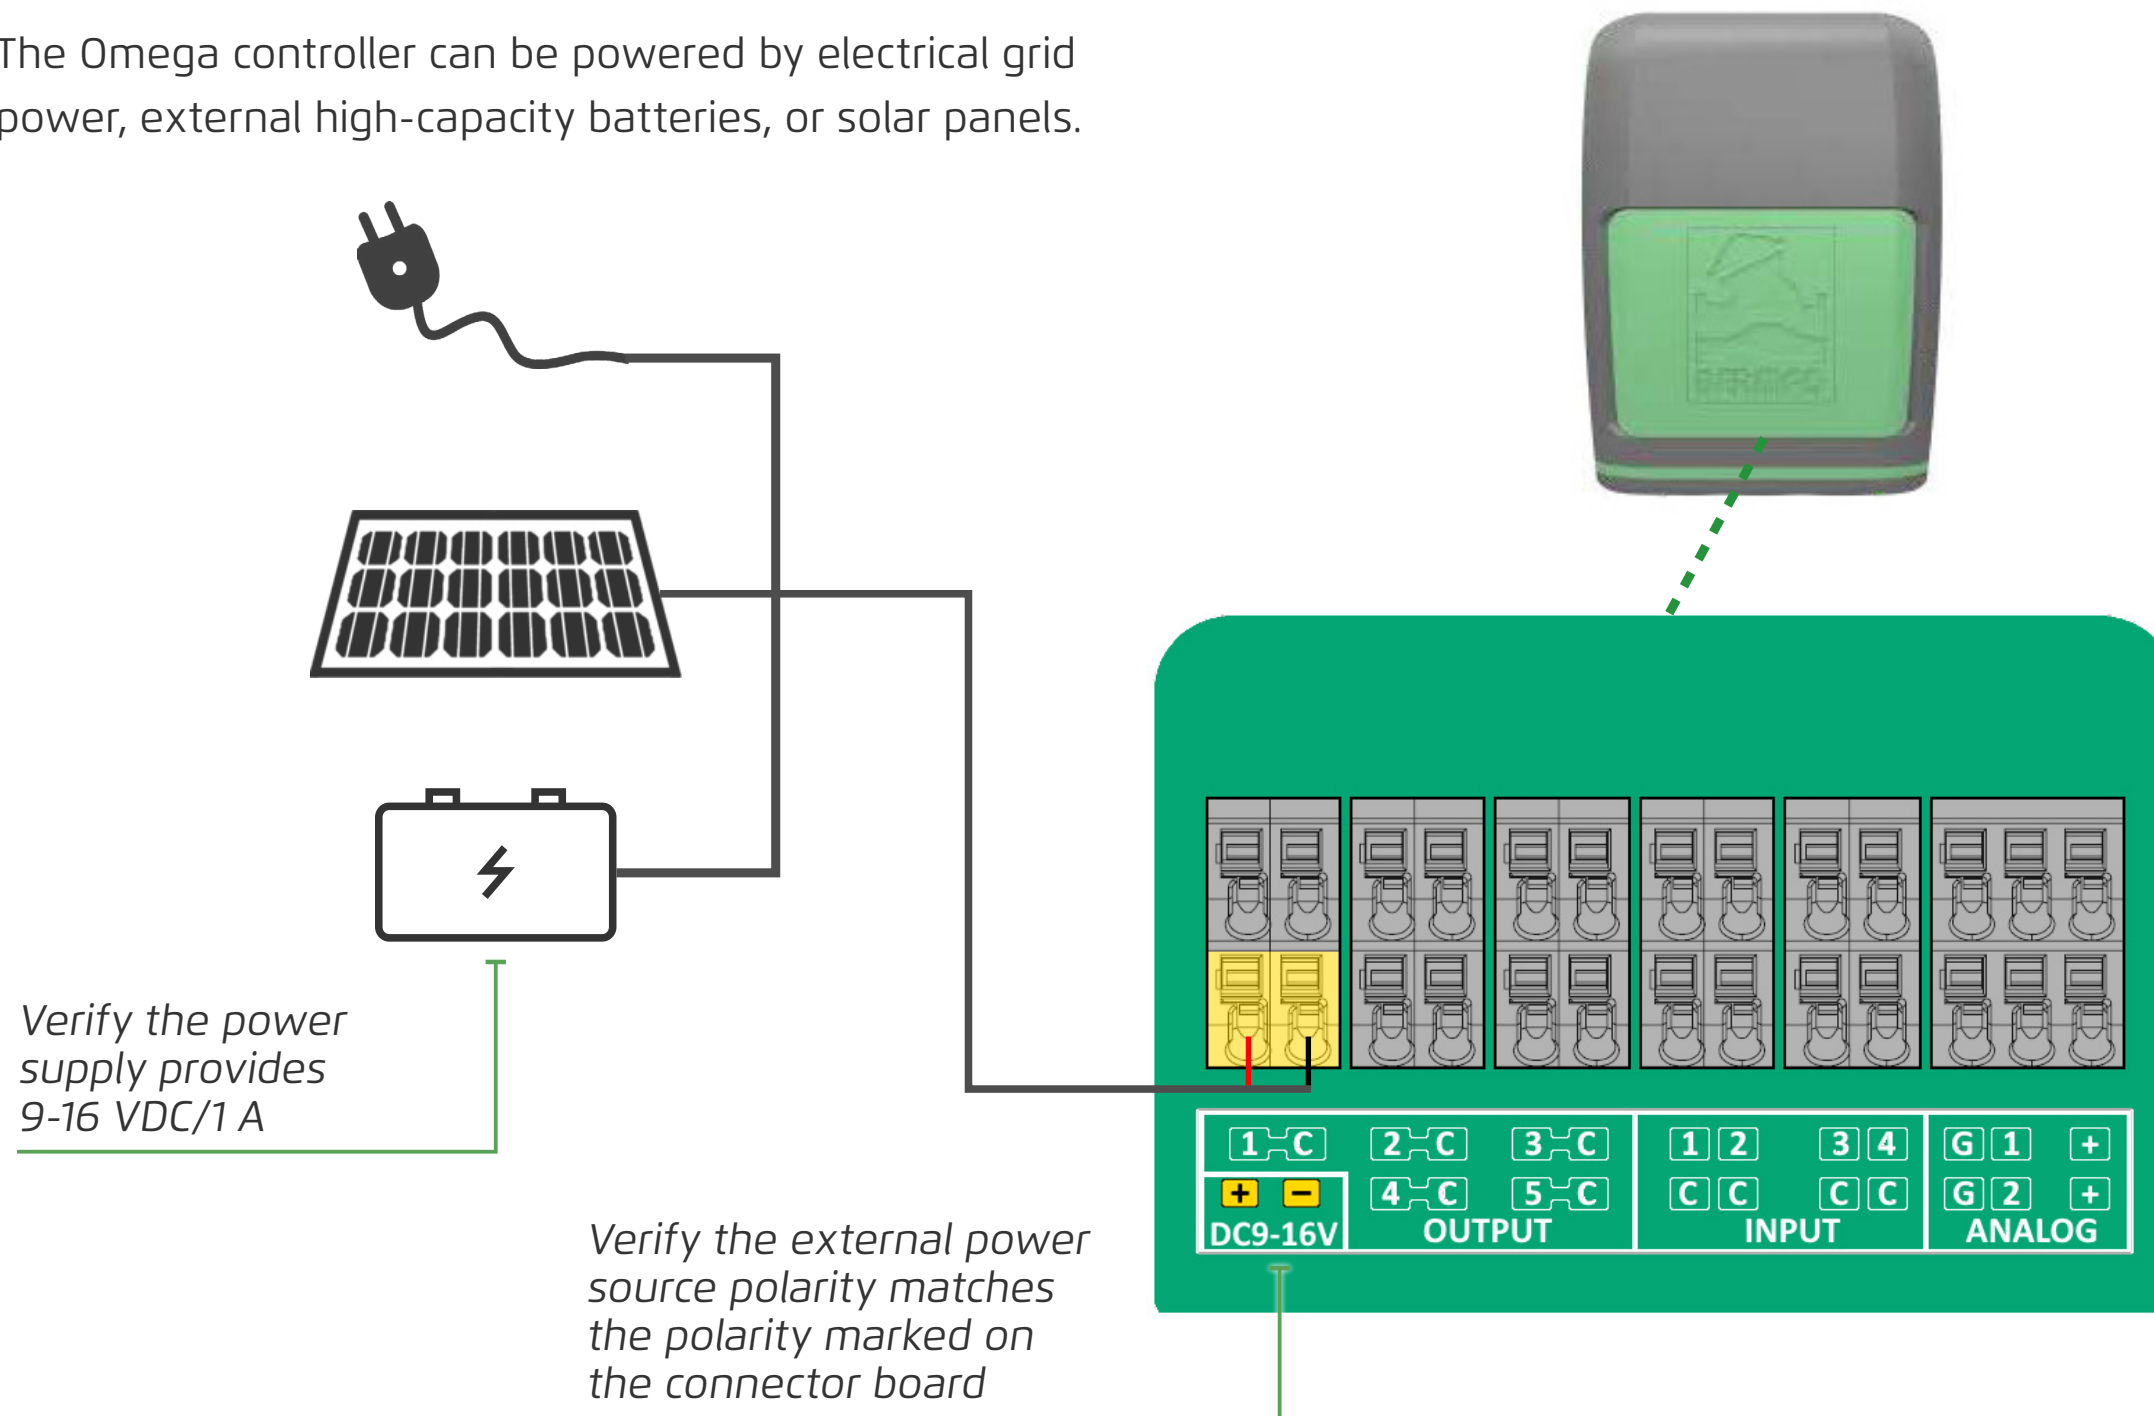 The Omega controller can be powered by electrical grid
power, external high-capacity batteries, or solar panels.
Verify the power
supply provides
9-16 VDC/1 A
1 C 2 C 3 C 1 2 3 4 G 1 +
+ - 4 C 5 C C C C C G 2 +
DC9-16V OUTPUT INPUT ANALOG
Verify the external power
source polarity matches
the polarity marked on
the connector board